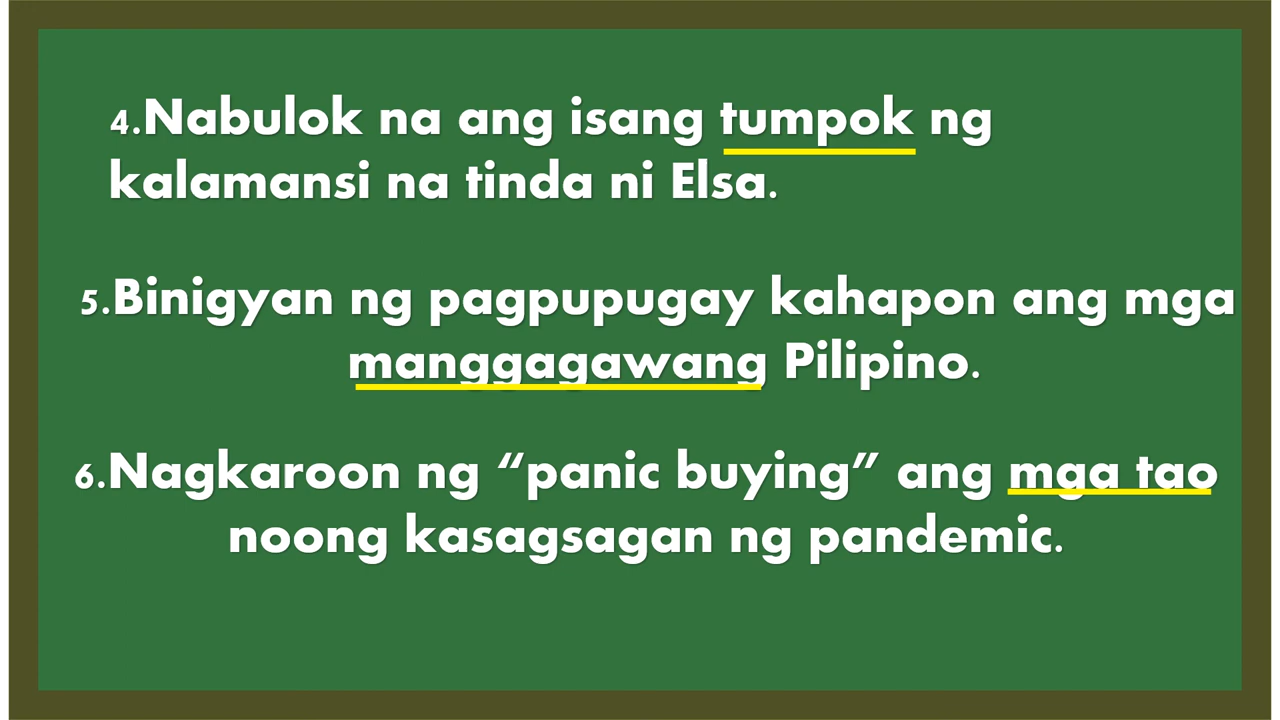 4.Nabulok na ang isang tumpok ng
kalamansi na tinda ni Elsa.
5.Binigyan ng pagpupugay kahapon ang mga
manggagawang Pilipino.
6.Nagkaroon ng “panic buying” ang mga tao
noong kasagsagan ng pandemic.